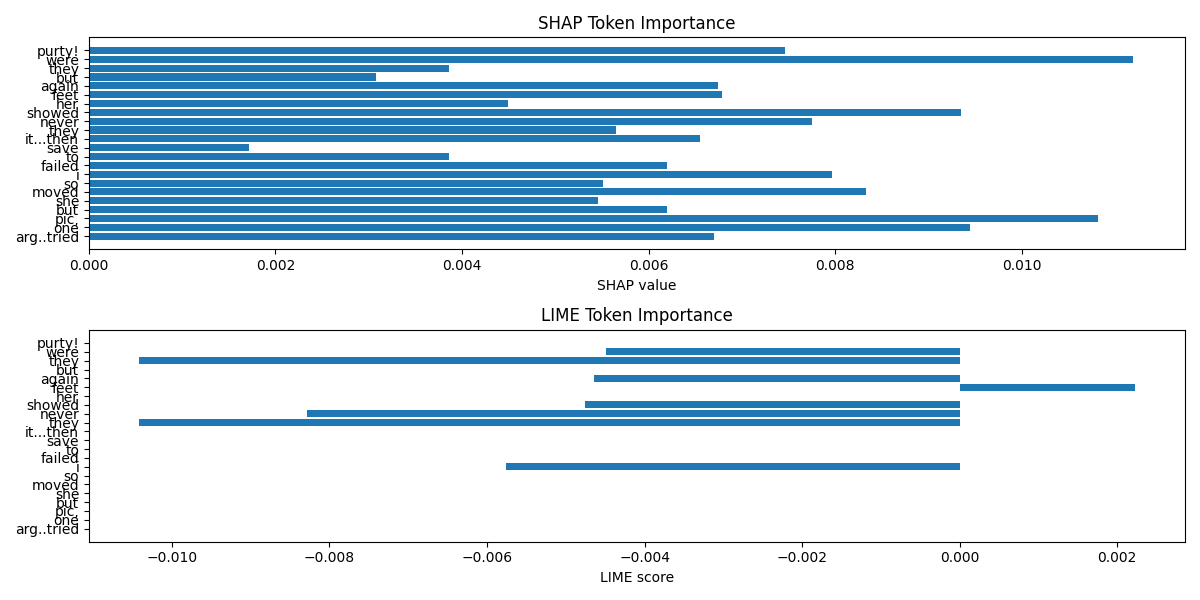 SHAP Token Importance
purty!
were
they
but
again
feet
her
showed
never
they
it...then
save
to
failed
i
so
moved
she
but
pic,
one
arg..tried
0.000 0.002 0.004 0.006 0.008 0.010
SHAP value
LIME Token Importance
purty!
were
they
but
again
feet
her
showed
never
they
it...then
save
to
failed
i
so
moved
she
but
pic,
one
arg..tried
−0.010 −0.008 −0.006 −0.004 −0.002 0.000 0.002
LIME score